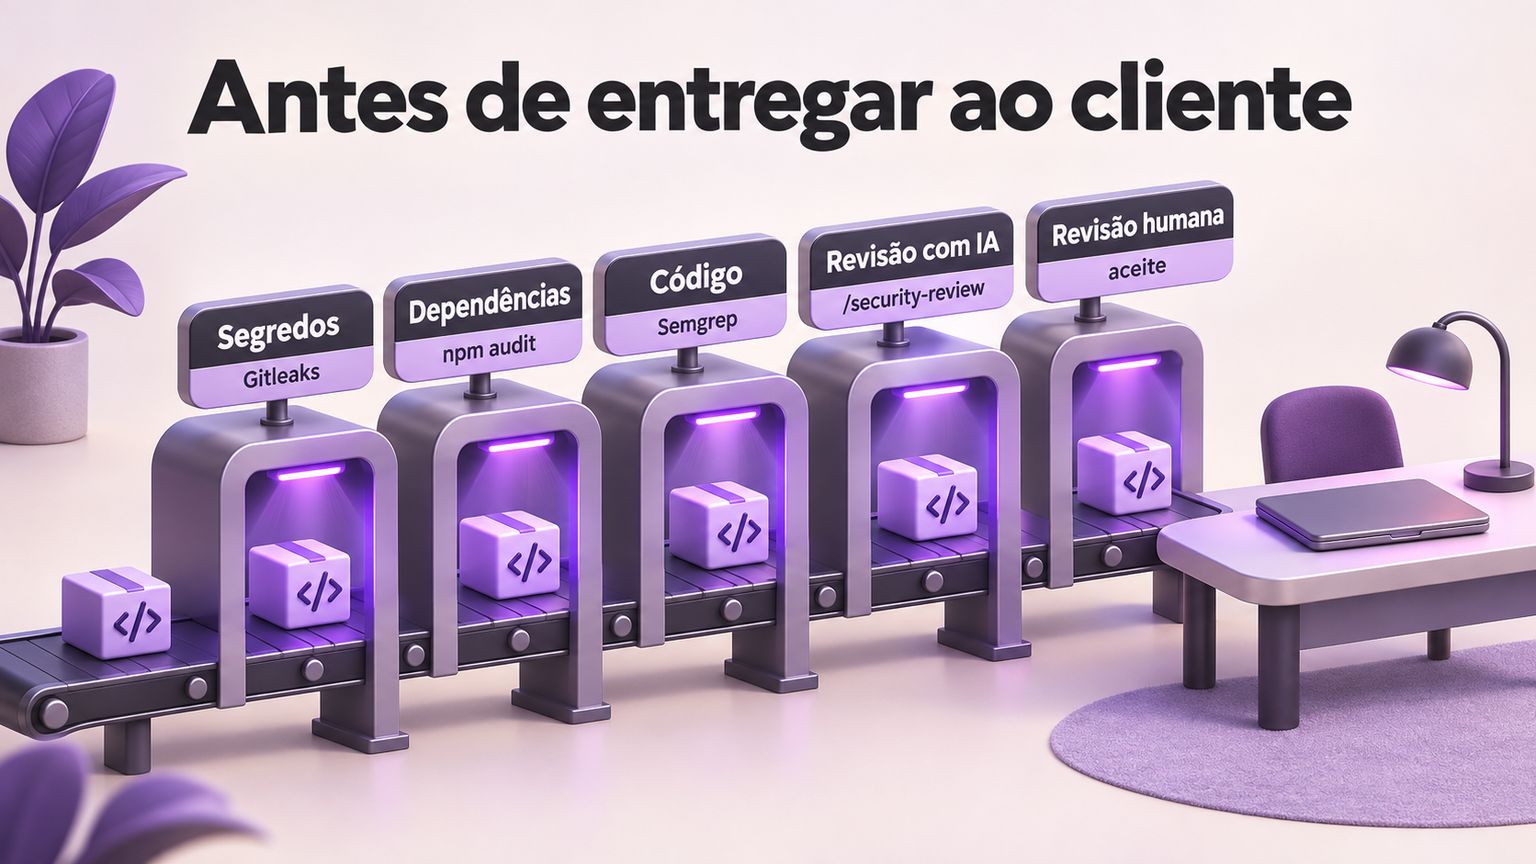 Antes de entregar ao cliente
Segredos
Gitleaks
Dependências
npm audit
Código
Semgrep
Revisão com IA
/security-review
Revisão humana
aceite
</>
</>
</>
</>
</>
</>